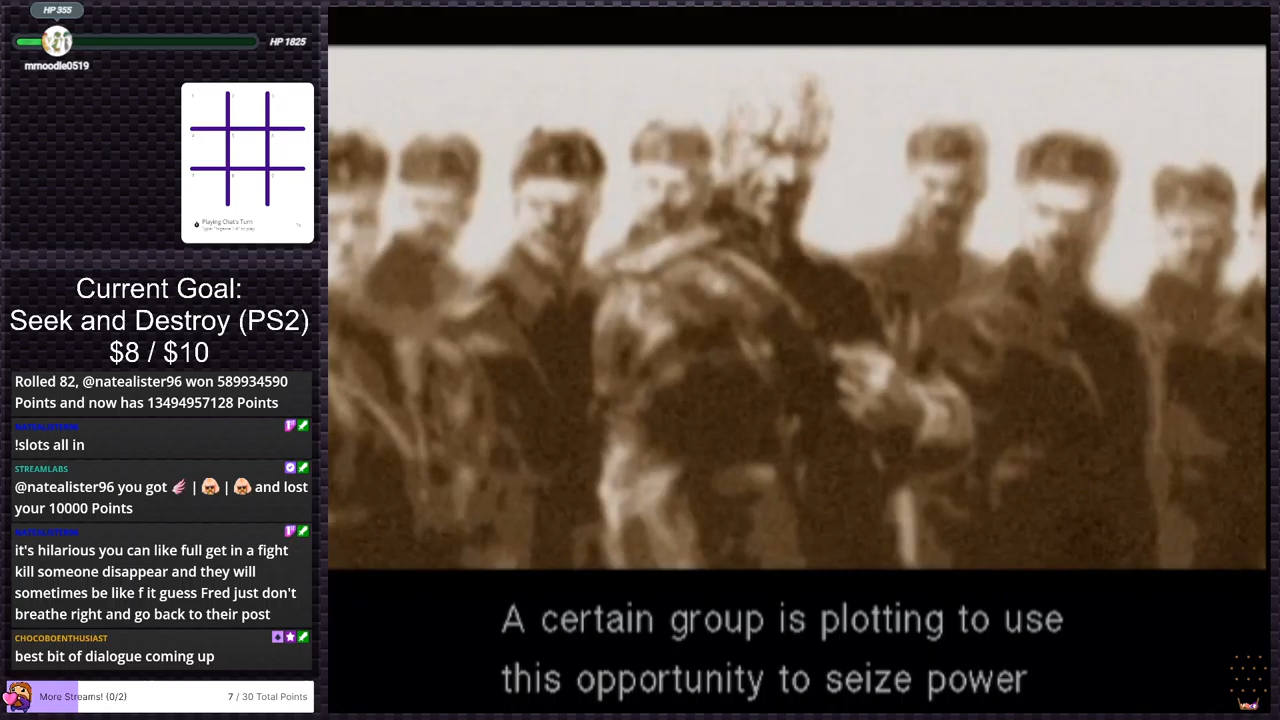 HP 355
HP 1825
mmoodle0519
Playing Chat's Turn
Current Goal:
Seek and Destroy (PS2)
$8 / $10
Rolled 82, @natealister96 won 589934590
Points and now has 13494957128 Points
NATEALISTER96
!slots all in
STREAMLABS
@natealister96 you got | | and lost
your 10000 Points
NATEALISTER96
it's hilarious you can like full get in a fight
kill someone disappear and they will
sometimes be like f it guess Fred just don't
breathe right and go back to their post
CHOCOBOENTHUSIAST
best bit of dialogue coming up
More Streams! (0/2)
7 / 30 Total Points
A certain group is plotting to use
this opportunity to seize power